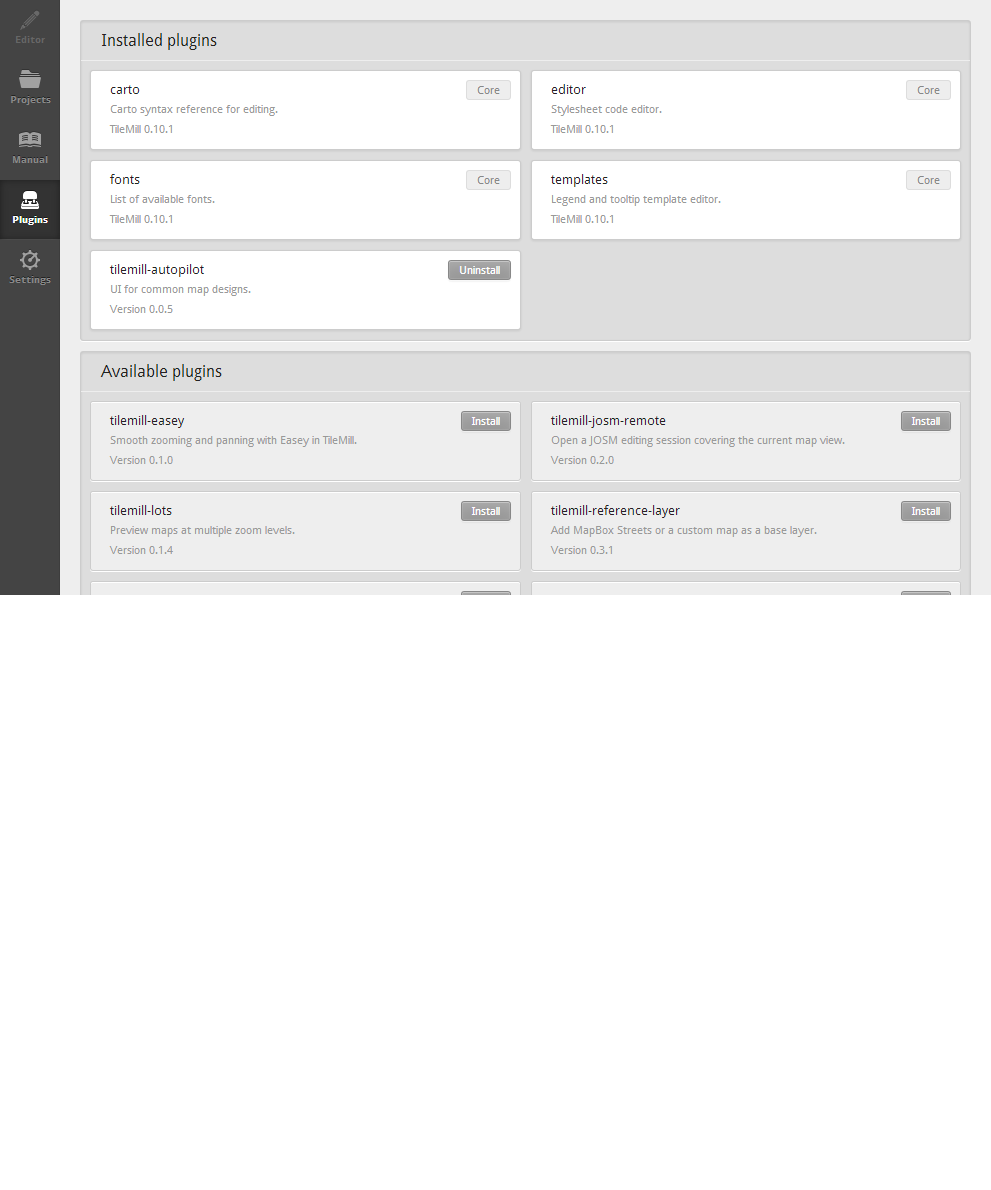 Editor
Projects
Manual
Plugins
Settings
Installed plugins
carto
Core
Carto syntax reference for editing.
TileMill 0.10.1
editor
Core
Stylesheet code editor.
TileMill 0.10.1
fonts
Core
List of available fonts.
TileMill 0.10.1
templates
Core
Legend and tooltip template editor.
TileMill 0.10.1
tilemill-autopilot
Uninstall
UI for common map designs.
Version 0.0.5
Available plugins
tilemill-easey
Install
Smooth zooming and panning with Easey in TileMill.
Version 0.1.0
tilemill-josm-remote
Install
Open a JOSM editing session covering the current map view.
Version 0.2.0
tilemill-lots
Install
Preview maps at multiple zoom levels.
Version 0.1.4
tilemill-reference-layer
Install
Add MapBox Streets or a custom map as a base layer.
Version 0.3.1